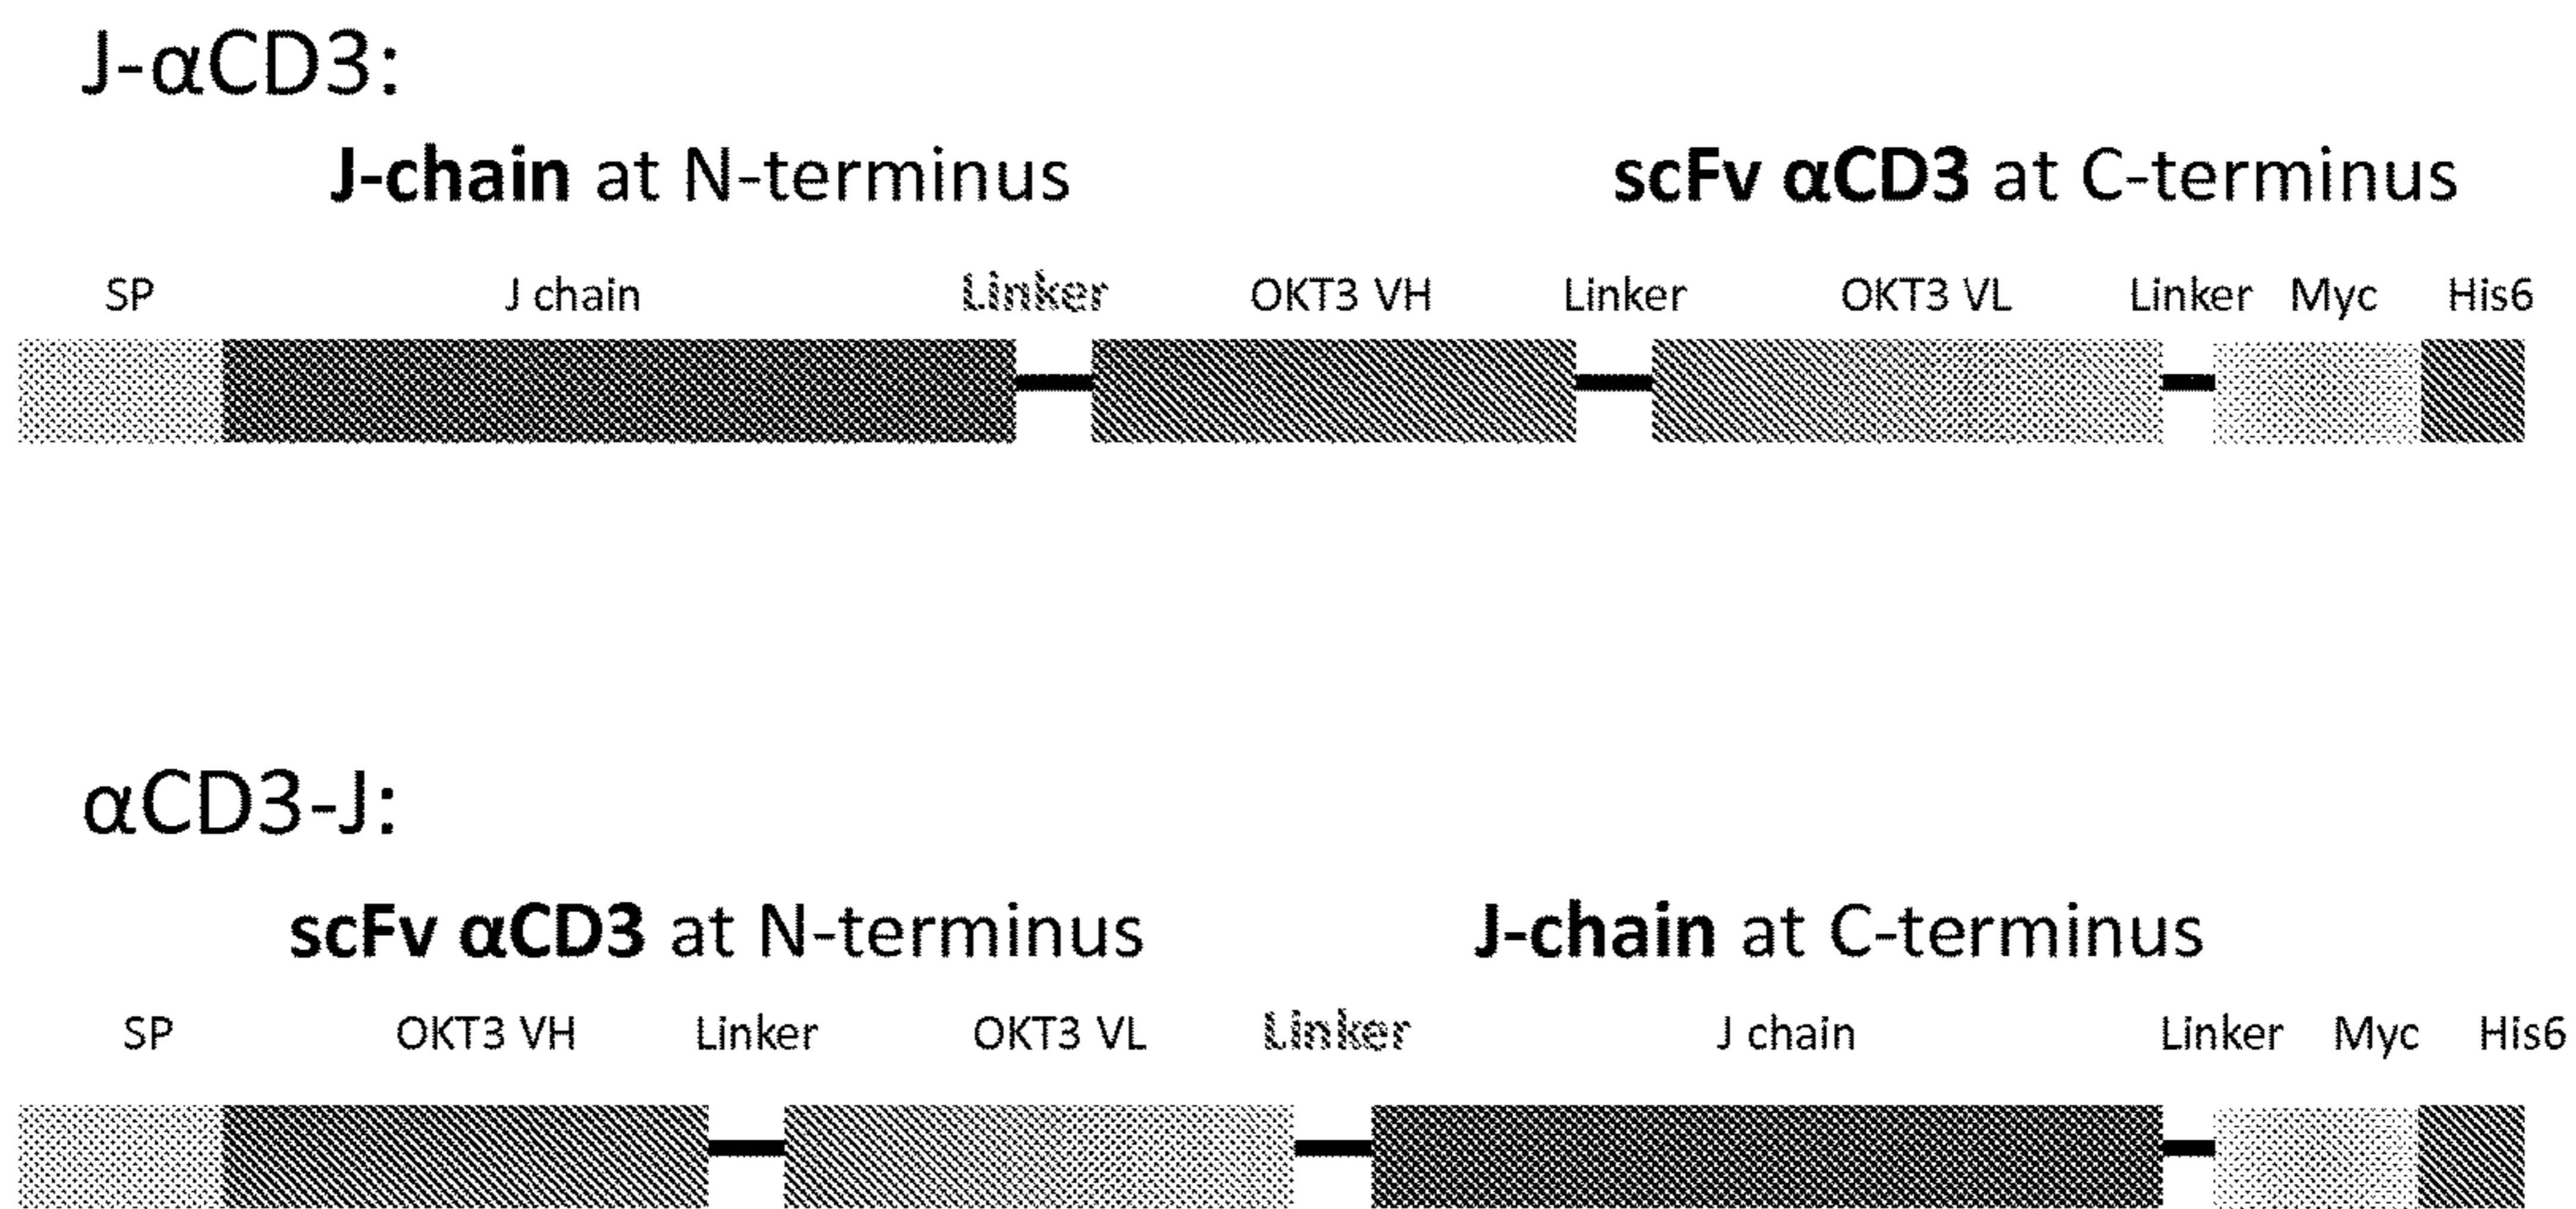 J-αCD3:
J-chain at N-terminus scFv αCD3 at C-terminus
SP J chain Linker OKT3 VH Linker OKT3 VL Linker Myc His6
αCD3-J:
scFv αCD3 at N-terminus J-chain at C-terminus
SP OKT3 VH Linker OKT3 VL Linker J chain Linker Myc His6